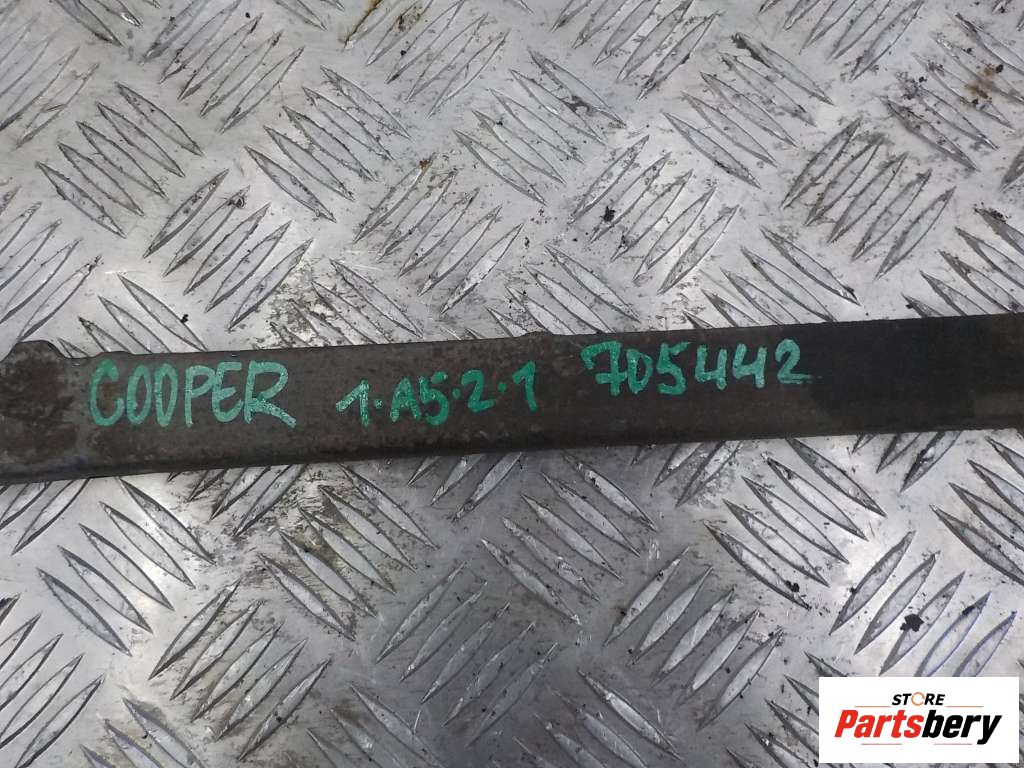 COOPER 1.A5.2.1 705442
STORE
Partsbery